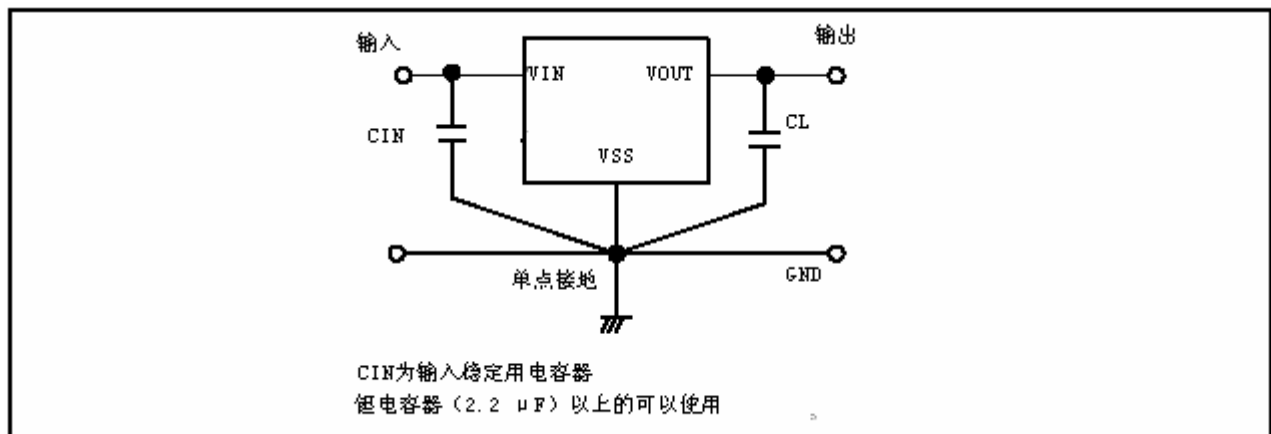 输入
输出
VIN
VOUT
CIN
CL
VSS
单点接地
GND
CIN为输入稳定用电容器
钽电容器（2.2 μF）以上的可以使用